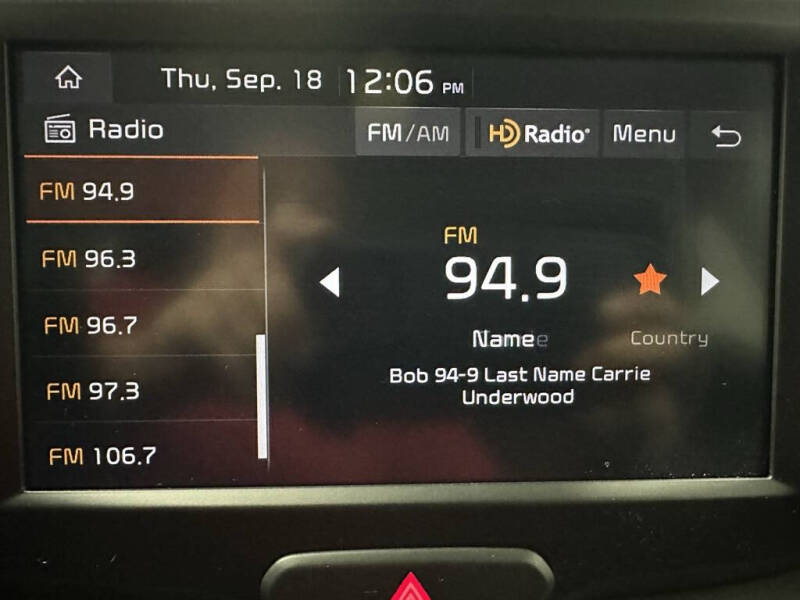 Thu, Sep. 18 12:06 PM
Radio FM/AM HD Radio Menu
FM 94.9
FM 96.3
FM 96.7
FM 97.3
FM 106.7
FM
94.9
Name Country
Bob 94-9 Last Name Carrie
Underwood